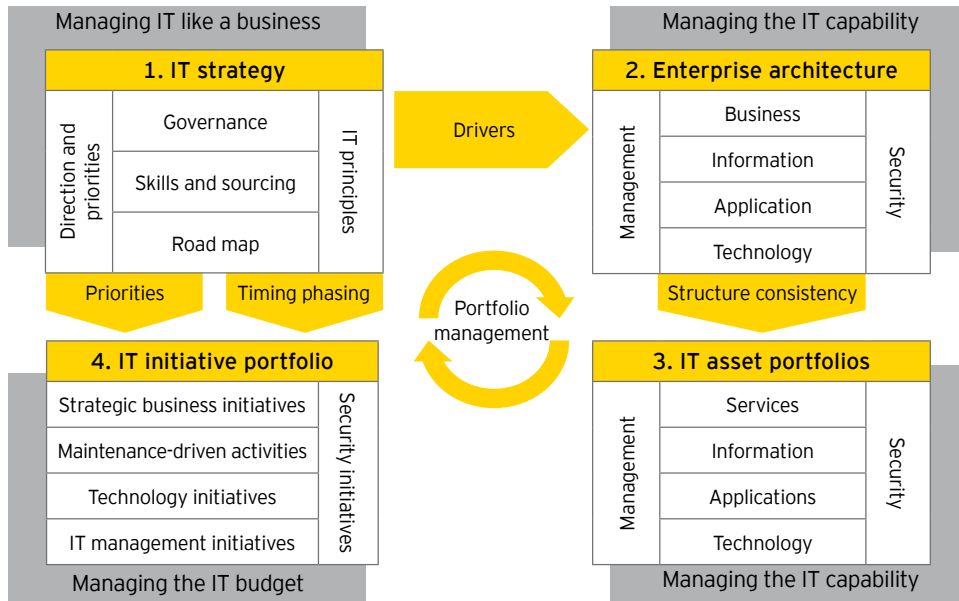 Managing IT like a business
1. IT strategy
Direction and
priorities
Governance
Skills and sourcing
Road map
IT principles
Drivers
Managing the IT capability
2. Enterprise architecture
Management
Business
Information
Application
Technology
Security
Priorities
Timing phasing
Portfolio
management
Structure consistency
4. IT initiative portfolio
Strategic business initiatives
Maintenance-driven activities
Technology initiatives
IT management initiatives
Security initiatives
Managing the IT budget
3. IT asset portfolios
Management
Services
Information
Applications
Technology
Security
Managing the IT capability